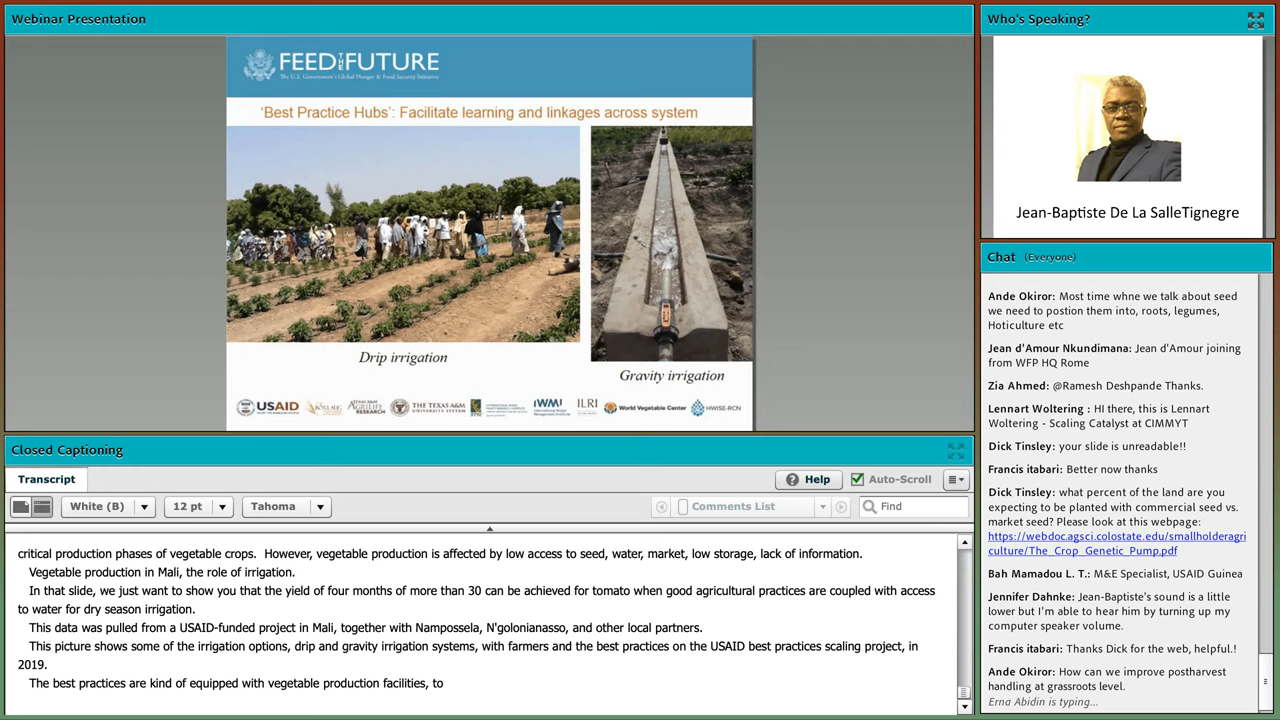 Webinar Presentation
FEED THE FUTURE
The U.S. Government's Global Hunger & Food Security Initiative
'Best Practice Hubs': Facilitate learning and linkages across system
Drip irrigation
Gravity irrigation
USAID
TEXAS A&M
AGRILIFE
RESEARCH
THE TEXAS A&M
UNIVERSITY SYSTEM
IWMI
International Water
Management Institute
ILRI
World Vegetable Center
HWISE-RCN
Who's Speaking?
Jean-Baptiste De La SalleTignegre
Chat (Everyone)
Ande Okiror: Most time whne we talk about seed
we need to postion them into, roots, legumes,
Hoticulture etc
Jean d'Amour Nkundimana: Jean d'Amour joining
from WFP HQ Rome
Zia Ahmed: @Ramesh Deshpande Thanks.
Lennart Woltering : HI there, this is Lennart
Woltering - Scaling Catalyst at CIMMYT
Dick Tinsley: your slide is unreadable!!
Francis itabari: Better now thanks
Dick Tinsley: what percent of the land are you
expecting to be planted with commercial seed vs.
market seed? Please look at this webpage:
https://webdoc.agsci.colostate.edu/smallholderagri
culture/The_Crop_Genetic_Pump.pdf
Bah Mamadou L. T.: M&E Specialist, USAID Guinea
Jennifer Dahnke: Jean-Baptiste's sound is a little
lower but I'm able to hear him by turning up my
computer speaker volume.
Francis itabari: Thanks Dick for the web, helpful.!
Ande Okiror: How can we improve postharvest
handling at grassroots level.
Erna Abidin is typing...
Closed Captioning
Transcript
Help
Auto-Scroll
White (B)
12 pt
Tahoma
Comments List
Find
critical production phases of vegetable crops. However, vegetable production is affected by low access to seed, water, market, low storage, lack of information.
Vegetable production in Mali, the role of irrigation.
In that slide, we just want to show you that the yield of four months of more than 30 can be achieved for tomato when good agricultural practices are coupled with access
to water for dry season irrigation.
This data was pulled from a USAID-funded project in Mali, together with Nampossela, N'golonianasso, and other local partners.
This picture shows some of the irrigation options, drip and gravity irrigation systems, with farmers and the best practices on the USAID best practices scaling project, in
2019.
The best practices are kind of equipped with vegetable production facilities, to